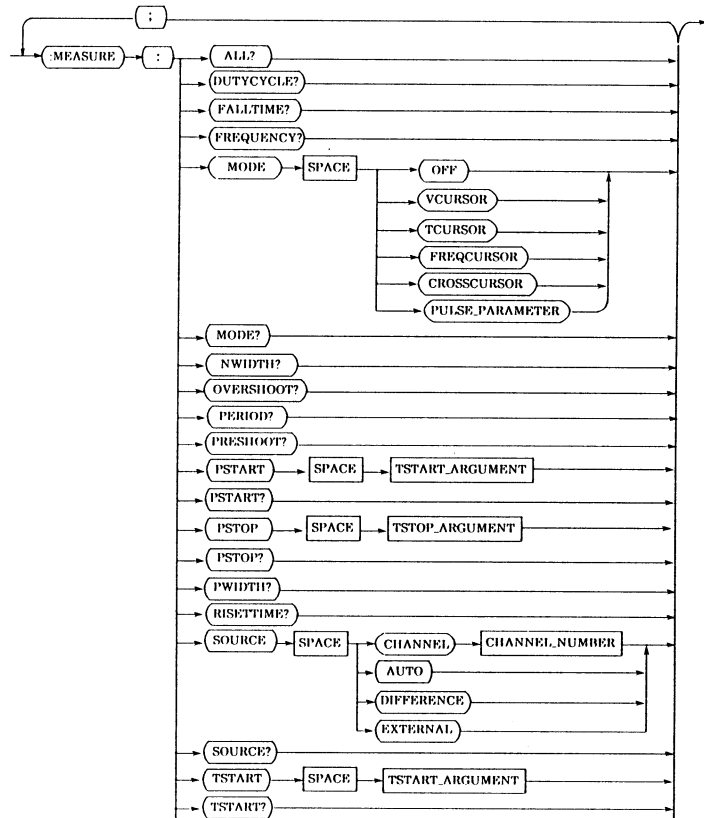 ;
:MEASURE : ALL?
DUTYCYCLE?
FALLTIME?
FREQUENCY?
MODE SPACE OFF
VCURSOR
TCURSOR
FREQCURSOR
CROSSCURSOR
PULSE_PARAMETER
MODE?
NWIDTH?
OVERSHOOT?
PERIOD?
PRESHOOT?
PSTART SPACE TSTART_ARGUMENT
PSTART?
PSTOP SPACE TSTOP_ARGUMENT
PSTOP?
PWIDTH?
RISETTIME?
SOURCE SPACE CHANNEL CHANNEL_NUMBER
AUTO
DIFFERENCE
EXTERNAL
SOURCE?
TSTART SPACE TSTART_ARGUMENT
TSTART?